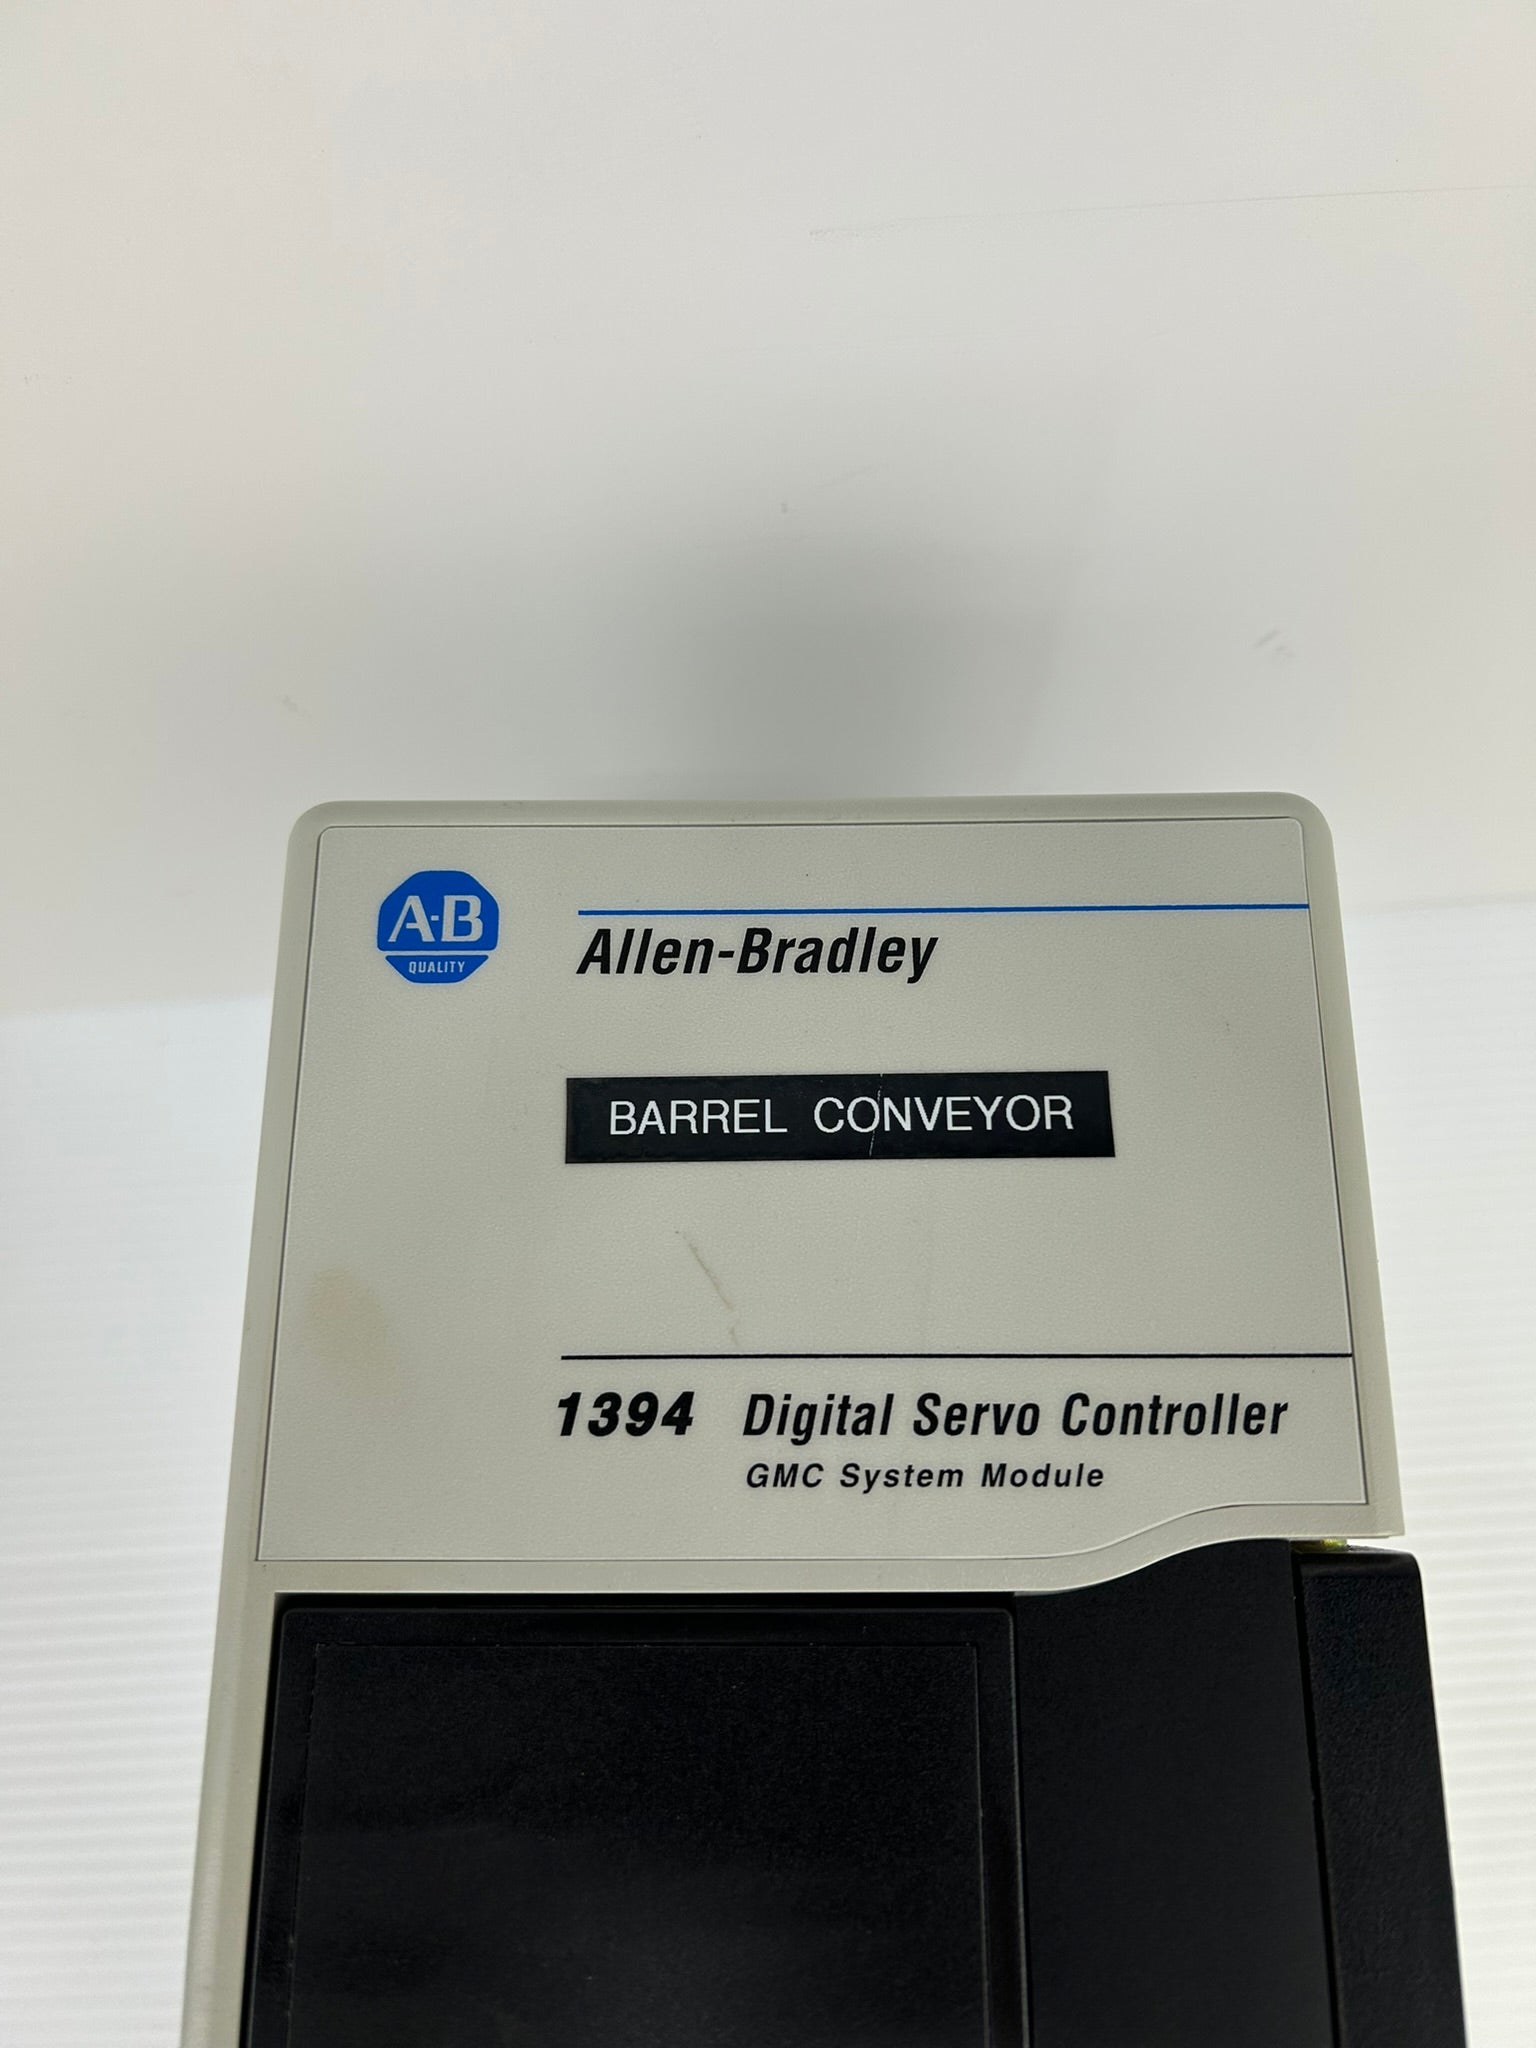 A-B
QUALITY
Allen-Bradley
BARREL CONVEYOR
1394 Digital Servo Controller
GMC System Module